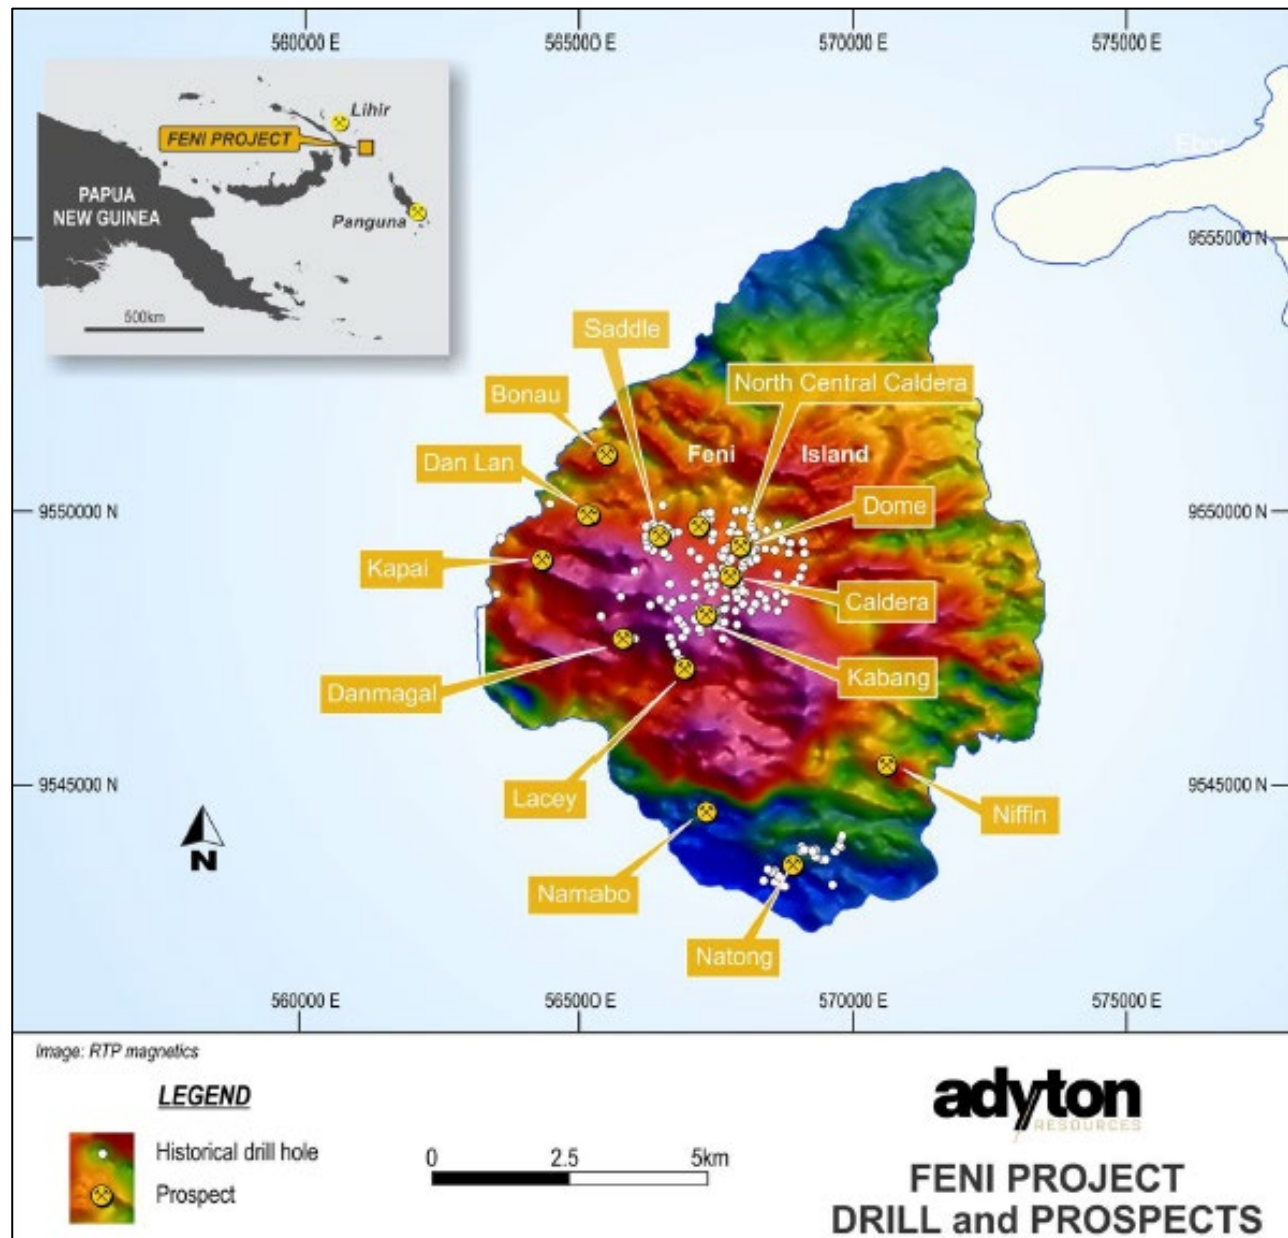 560000 E
565000 E
570000 E
575000 E
Lihir
FENI PROJECT
PAPUA
NEW GUINEA
Panguna
500km
9555000 N
Saddle
North Central Caldera
Bonau
Feni Island
Dan Lan
Dome
9550000 N
9550000 N
Kapai
Caldera
Kabang
Danmagal
9545000 N
9545000 N
Lacey
Niffin
N
Namabo
Natong
560000 E
565000 E
570000 E
575000 E
Image: RTP magnetics
LEGEND
Historical drill hole
Prospect
0 2.5 5km
adyton
RESOURCES
FENI PROJECT
DRILL and PROSPECTS